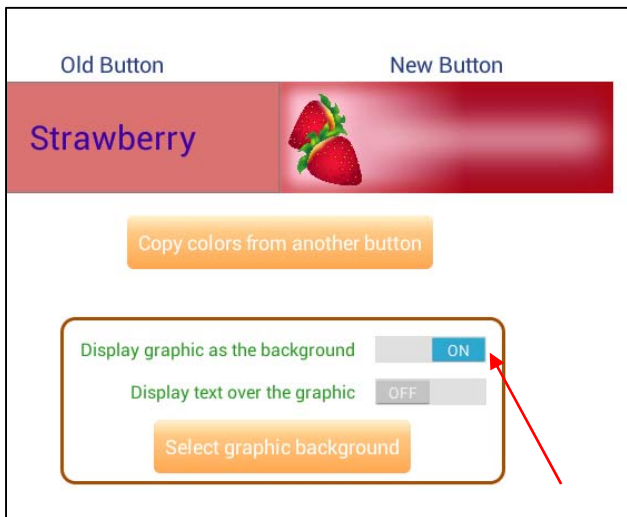 Old Button New Button
Strawberry
Copy colors from another button
Display graphic as the background ON
Display text over the graphic OFF
Select graphic background